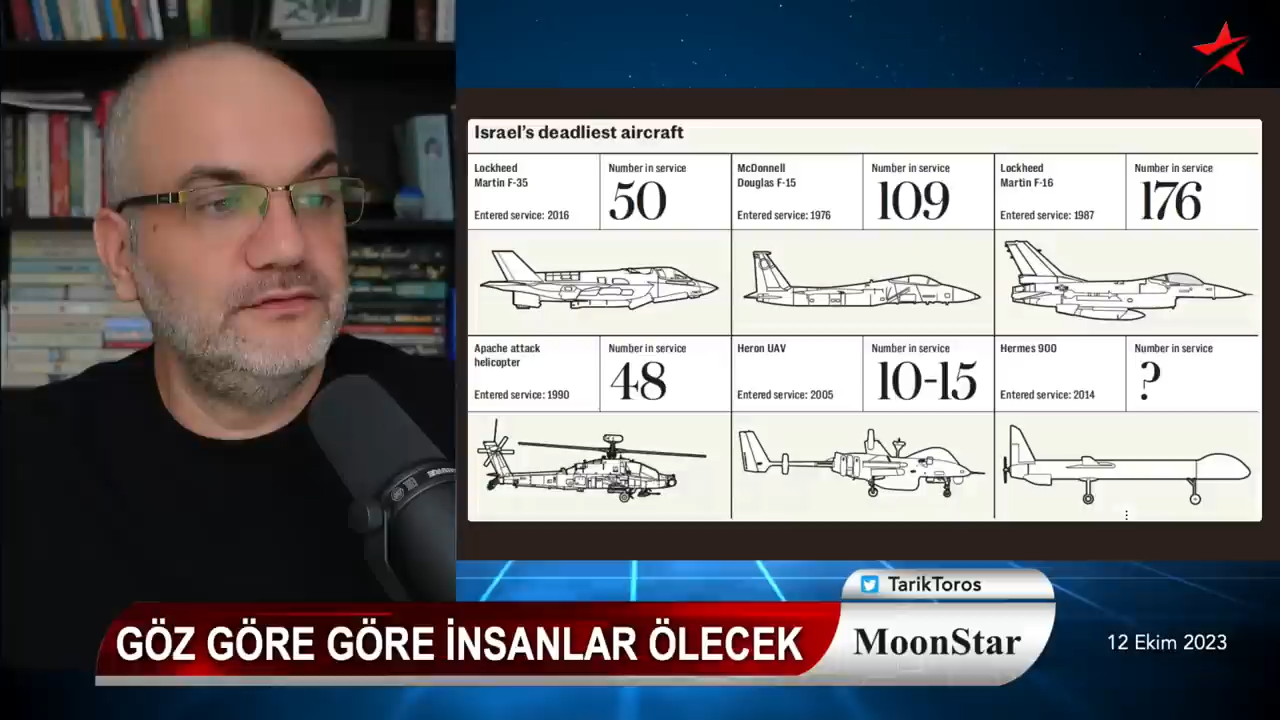 Israel's deadliest aircraft
Lockheed
Martin F-35
Entered service: 2016
Number in service
50
McDonnell
Douglas F-15
Entered service: 1976
Number in service
109
Lockheed
Martin F-16
Entered service: 1987
Number in service
176
Apache attack
helicopter
Entered service: 1990
Number in service
48
Heron UAV
Entered service: 2005
Number in service
10-15
Hermes 900
Entered service: 2014
Number in service
?
TarikToros
GÖZ GÖRE GÖRE İNSANLAR ÖLECEK
MoonStar
12 Ekim 2023